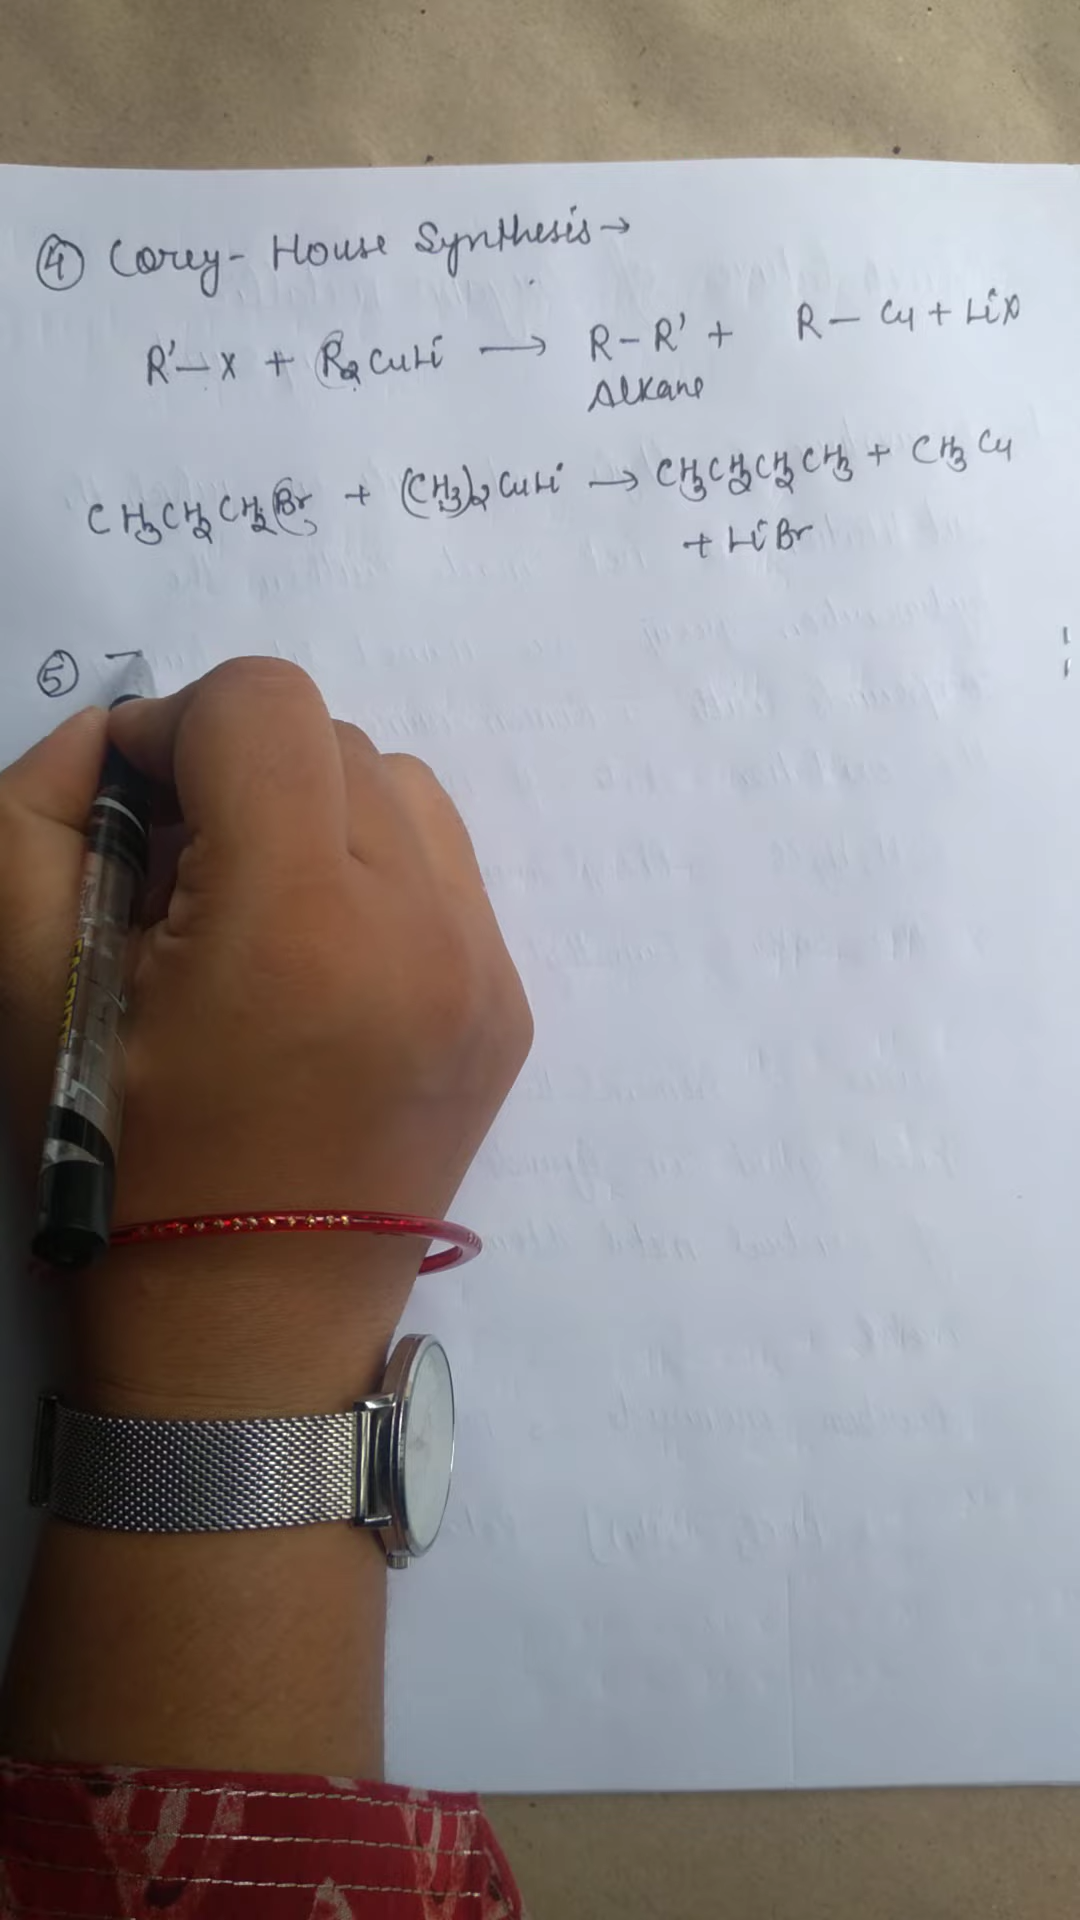 ④ Corey-House Synthesis→
R'-X + R₂CuLi ⟶ R-R' + R-Cu + LiX
Alkane
CH₃CH₂CH₂Br + (CH₃)₂CuLi → CH₃CH₂CH₂CH₃ + CH₃Cu
+ LiBr
⑤